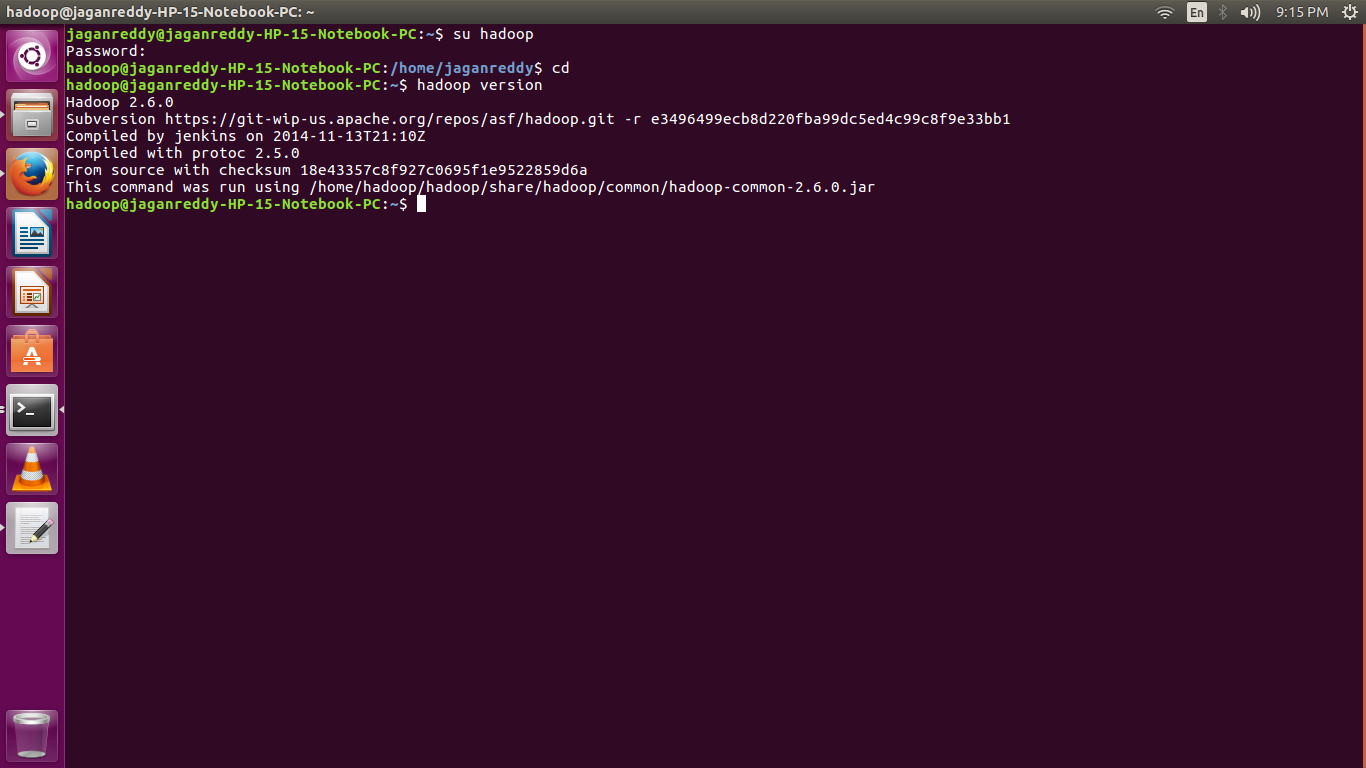 hadoop@jaganreddy-HP-15-Notebook-PC: ~
En
9:15 PM
jaganreddy@jaganreddy-HP-15-Notebook-PC:~$ su hadoop
Password:
hadoop@jaganreddy-HP-15-Notebook-PC:/home/jaganreddy$ cd
hadoop@jaganreddy-HP-15-Notebook-PC:~$ hadoop version
Hadoop 2.6.0
Subversion https://git-wip-us.apache.org/repos/asf/hadoop.git -r e3496499ecb8d220fba99dc5ed4c99c8f9e33bb1
Compiled by jenkins on 2014-11-13T21:10Z
Compiled with protoc 2.5.0
From source with checksum 18e43357c8f927c0695f1e9522859d6a
This command was run using /home/hadoop/hadoop/share/hadoop/common/hadoop-common-2.6.0.jar
hadoop@jaganreddy-HP-15-Notebook-PC:~$